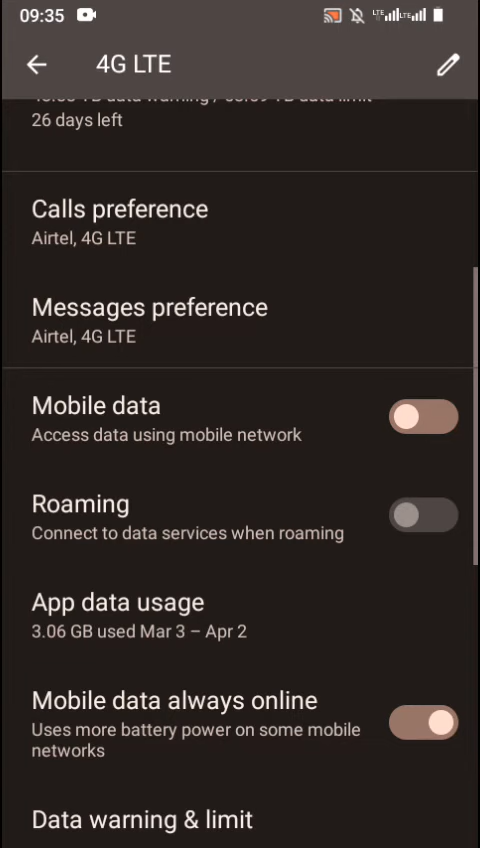 09:35
LTE LTE
4G LTE
26 days left
Calls preference
Airtel, 4G LTE
Messages preference
Airtel, 4G LTE
Mobile data
Access data using mobile network
Roaming
Connect to data services when roaming
App data usage
3.06 GB used Mar 3 – Apr 2
Mobile data always online
Uses more battery power on some mobile
networks
Data warning & limit